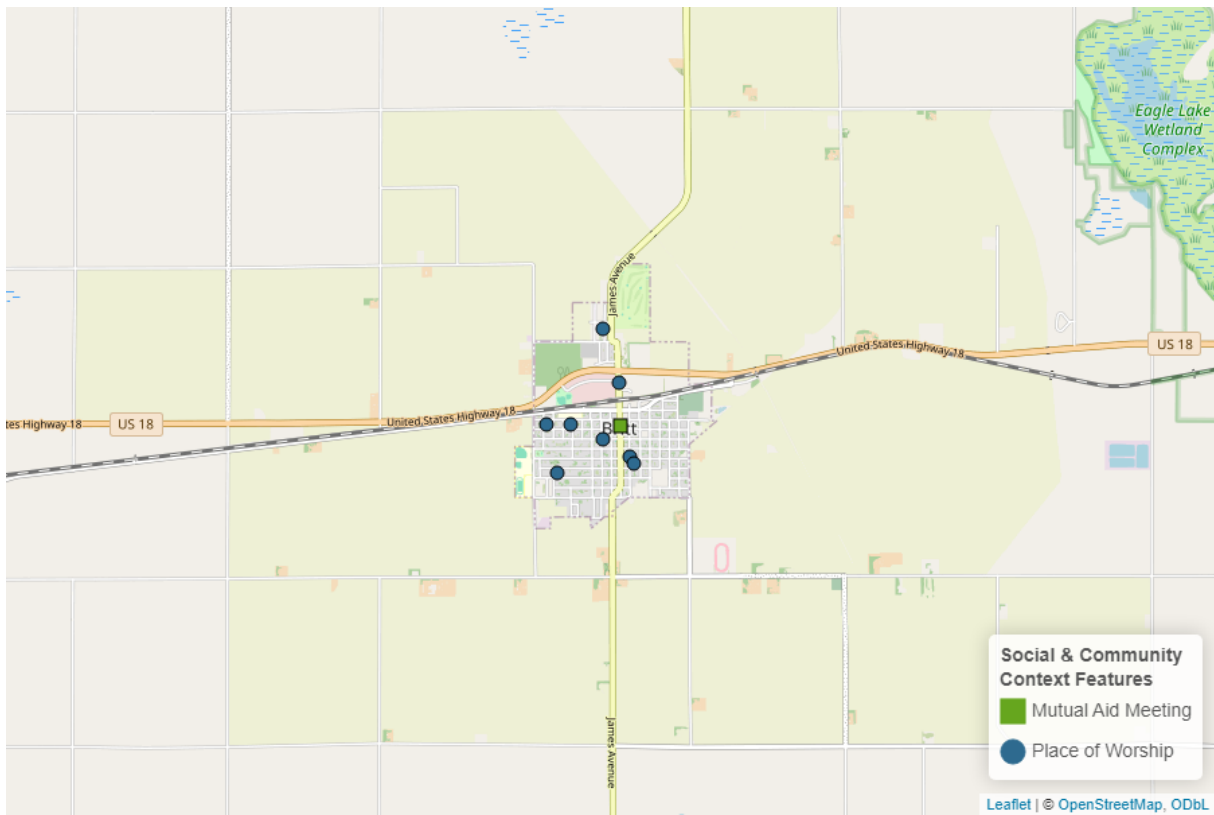 Eagle Lake
Wetland
Complex
James Avenue
United States Highway 18
US 18
United States Highway 18
US 18
tes Highway 18
James Avenue
Social & Community
Context Features
Mutual Aid Meeting
Place of Worship
Leaflet | © OpenStreetMap, ODbL